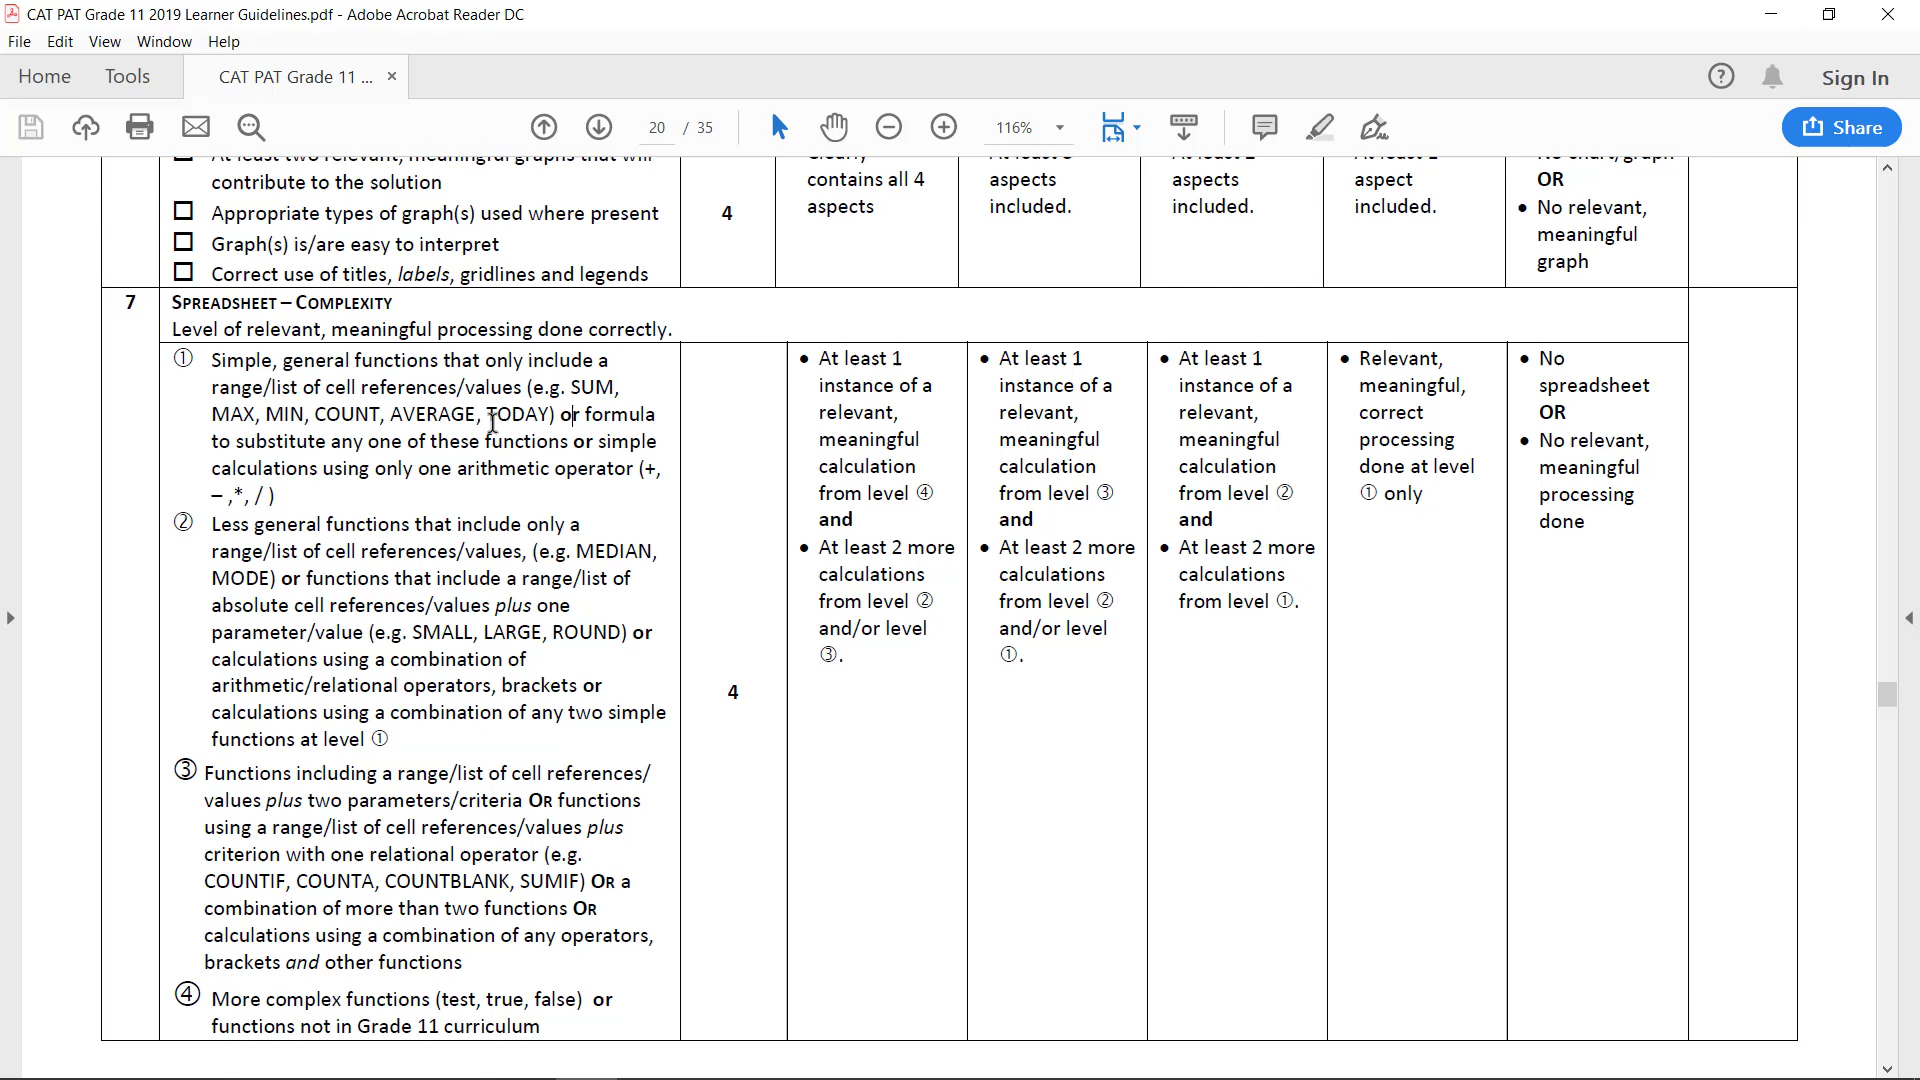 CAT PAT Grade 11 2019 Learner Guidelines.pdf - Adobe Acrobat Reader DC
File Edit View Window Help
Home Tools CAT PAT Grade 11 ... × Sign In
20 / 35 116% Share
contribute to the solution
Appropriate types of graph(s) used where present
Graph(s) is/are easy to interpret
Correct use of titles, labels, gridlines and legends
4
contains all 4
aspects
aspects
included.
aspects
included.
aspect
included.
OR
• No relevant,
meaningful
graph
7 SPREADSHEET – COMPLEXITY
Level of relevant, meaningful processing done correctly.
① Simple, general functions that only include a
range/list of cell references/values (e.g. SUM,
MAX, MIN, COUNT, AVERAGE, TODAY) or formula
to substitute any one of these functions or simple
calculations using only one arithmetic operator (+,
– ,*, / )
② Less general functions that include only a
range/list of cell references/values, (e.g. MEDIAN,
MODE) or functions that include a range/list of
absolute cell references/values plus one
parameter/value (e.g. SMALL, LARGE, ROUND) or
calculations using a combination of
arithmetic/relational operators, brackets or
calculations using a combination of any two simple
functions at level ①
③ Functions including a range/list of cell references/
values plus two parameters/criteria OR functions
using a range/list of cell references/values plus
criterion with one relational operator (e.g.
COUNTIF, COUNTA, COUNTBLANK, SUMIF) OR a
combination of more than two functions OR
calculations using a combination of any operators,
brackets and other functions
④ More complex functions (test, true, false) or
functions not in Grade 11 curriculum
4
• At least 1
instance of a
relevant,
meaningful
calculation
from level ④
and
• At least 2 more
calculations
from level ②
and/or level
③.
• At least 1
instance of a
relevant,
meaningful
calculation
from level ③
and
• At least 2 more
calculations
from level ②
and/or level
①.
• At least 1
instance of a
relevant,
meaningful
calculation
from level ②
and
• At least 2 more
calculations
from level ①.
• Relevant,
meaningful,
correct
processing
done at level
① only
• No
spreadsheet
OR
• No relevant,
meaningful
processing
done